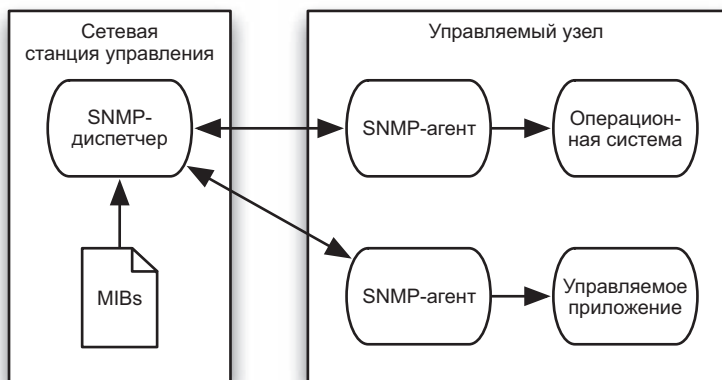 Сетевая
станция управления
Управляемый узел
SNMP-
диспетчер
SNMP-агент
Операцион-
ная система
MIBs
SNMP-агент
Управляемое
приложение